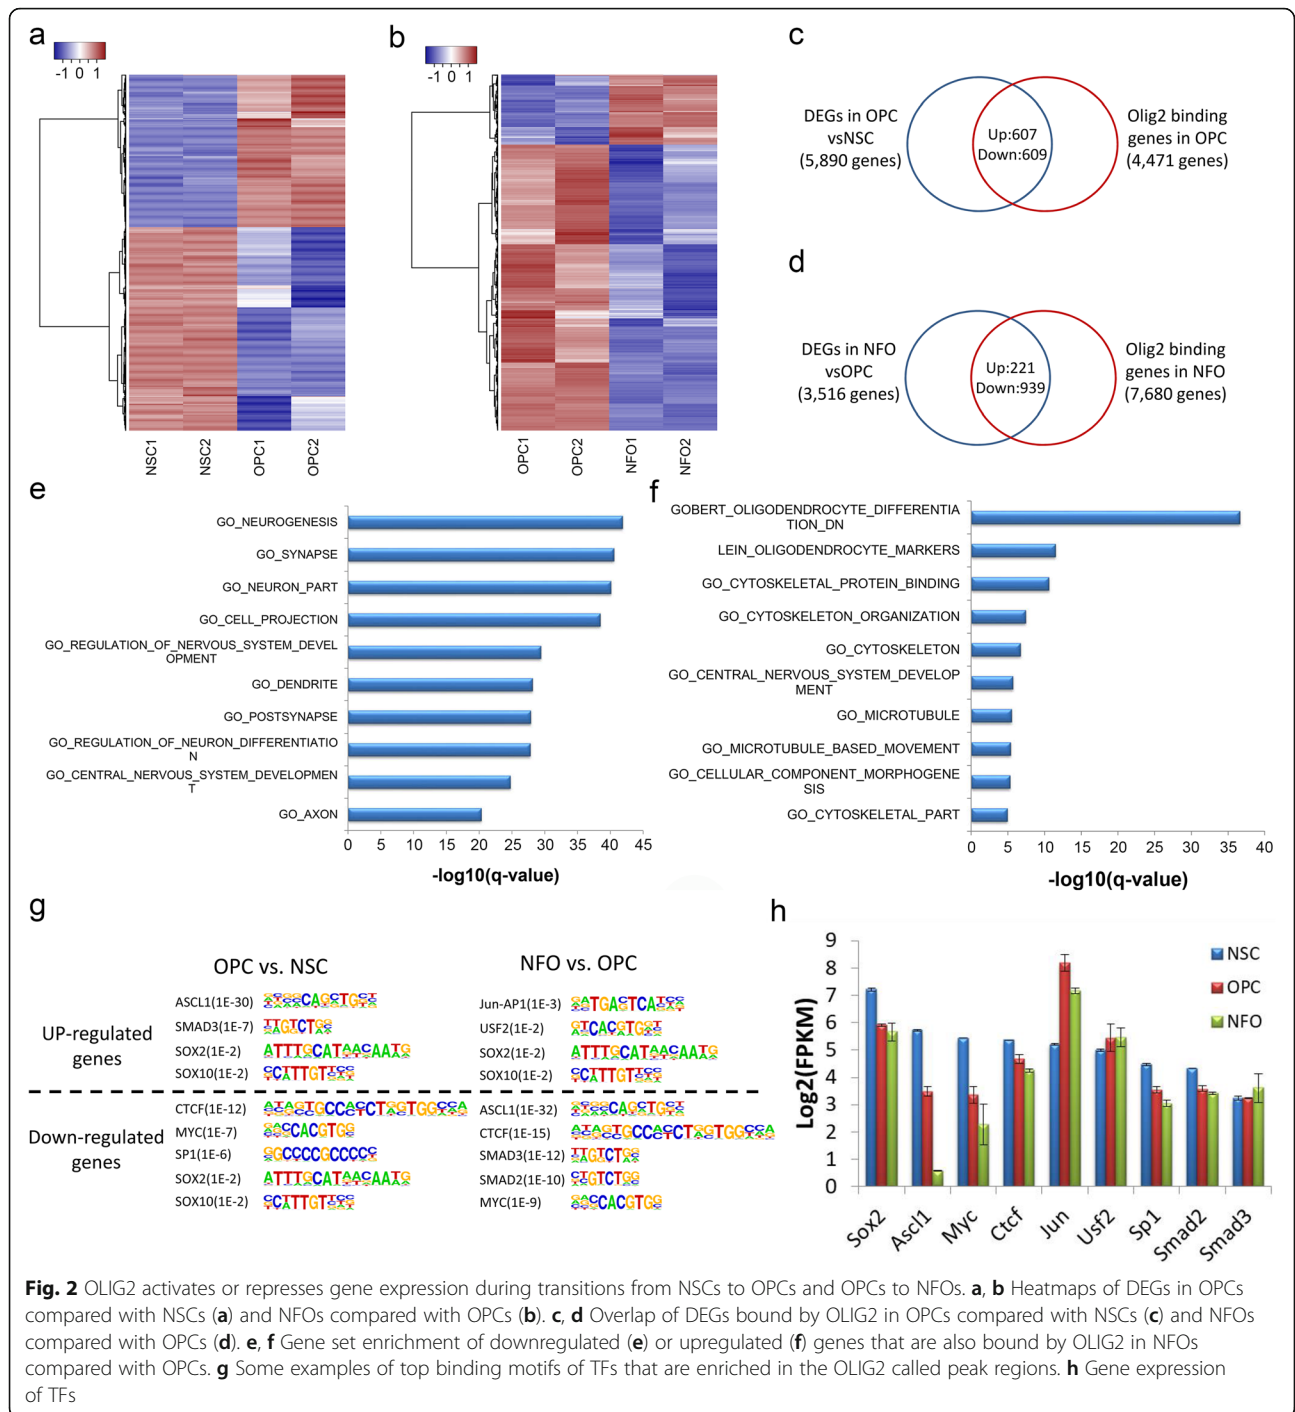 a
-1 0 1
NSC1
NSC2
OPC1
OPC2
b
-1 0 1
OPC1
OPC2
NFO1
NFO2
c
DEGs in OPC
vsNSC
(5,890 genes)
Up:607
Down:609
Olig2 binding
genes in OPC
(4,471 genes)
d
DEGs in NFO
vsOPC
(3,516 genes)
Up:221
Down:939
Olig2 binding
genes in NFO
(7,680 genes)
e
GO_NEUROGENESIS
GO_SYNAPSE
GO_NEURON_PART
GO_CELL_PROJECTION
GO_REGULATION_OF_NERVOUS_SYSTEM_DEVEL
OPMENT
GO_DENDRITE
GO_POSTSYNAPSE
GO_REGULATION_OF_NEURON_DIFFERENTIATIO
N
GO_CENTRAL_NERVOUS_SYSTEM_DEVELOPMEN
T
GO_AXON
0 5 10 15 20 25 30 35 40 45
-log10(q-value)
f
GOBERT_OLIGODENDROCYTE_DIFFERENTIA
TION_DN
LEIN_OLIGODENDROCYTE_MARKERS
GO_CYTOSKELETAL_PROTEIN_BINDING
GO_CYTOSKELETON_ORGANIZATION
GO_CYTOSKELETON
GO_CENTRAL_NERVOUS_SYSTEM_DEVELOP
MENT
GO_MICROTUBULE
GO_MICROTUBULE_BASED_MOVEMENT
GO_CELLULAR_COMPONENT_MORPHOGENE
SIS
GO_CYTOSKELETAL_PART
0 5 10 15 20 25 30 35 40
-log10(q-value)
g
OPC vs. NSC
NFO vs. OPC
UP-regulated
genes
ASCL1(1E-30)
SMAD3(1E-7)
SOX2(1E-2)
SOX10(1E-2)
Jun-AP1(1E-3)
USF2(1E-2)
SOX2(1E-2)
SOX10(1E-2)
Down-regulated
genes
CTCF(1E-12)
MYC(1E-7)
SP1(1E-6)
SOX2(1E-2)
SOX10(1E-2)
ASCL1(1E-32)
CTCF(1E-15)
SMAD3(1E-12)
SMAD2(1E-10)
MYC(1E-9)
h
Log2(FPKM)
9
8
7
6
5
4
3
2
1
0
NSC
OPC
NFO
Sox2
Ascl1
Myc
Ctcf
Jun
Usf2
Sp1
Smad2
Smad3
Fig. 2 OLIG2 activates or represses gene expression during transitions from NSCs to OPCs and OPCs to NFOs. a, b Heatmaps of DEGs in OPCs
compared with NSCs (a) and NFOs compared with OPCs (b). c, d Overlap of DEGs bound by OLIG2 in OPCs compared with NSCs (c) and NFOs
compared with OPCs (d). e, f Gene set enrichment of downregulated (e) or upregulated (f) genes that are also bound by OLIG2 in NFOs
compared with OPCs. g Some examples of top binding motifs of TFs that are enriched in the OLIG2 called peak regions. h Gene expression
of TFs